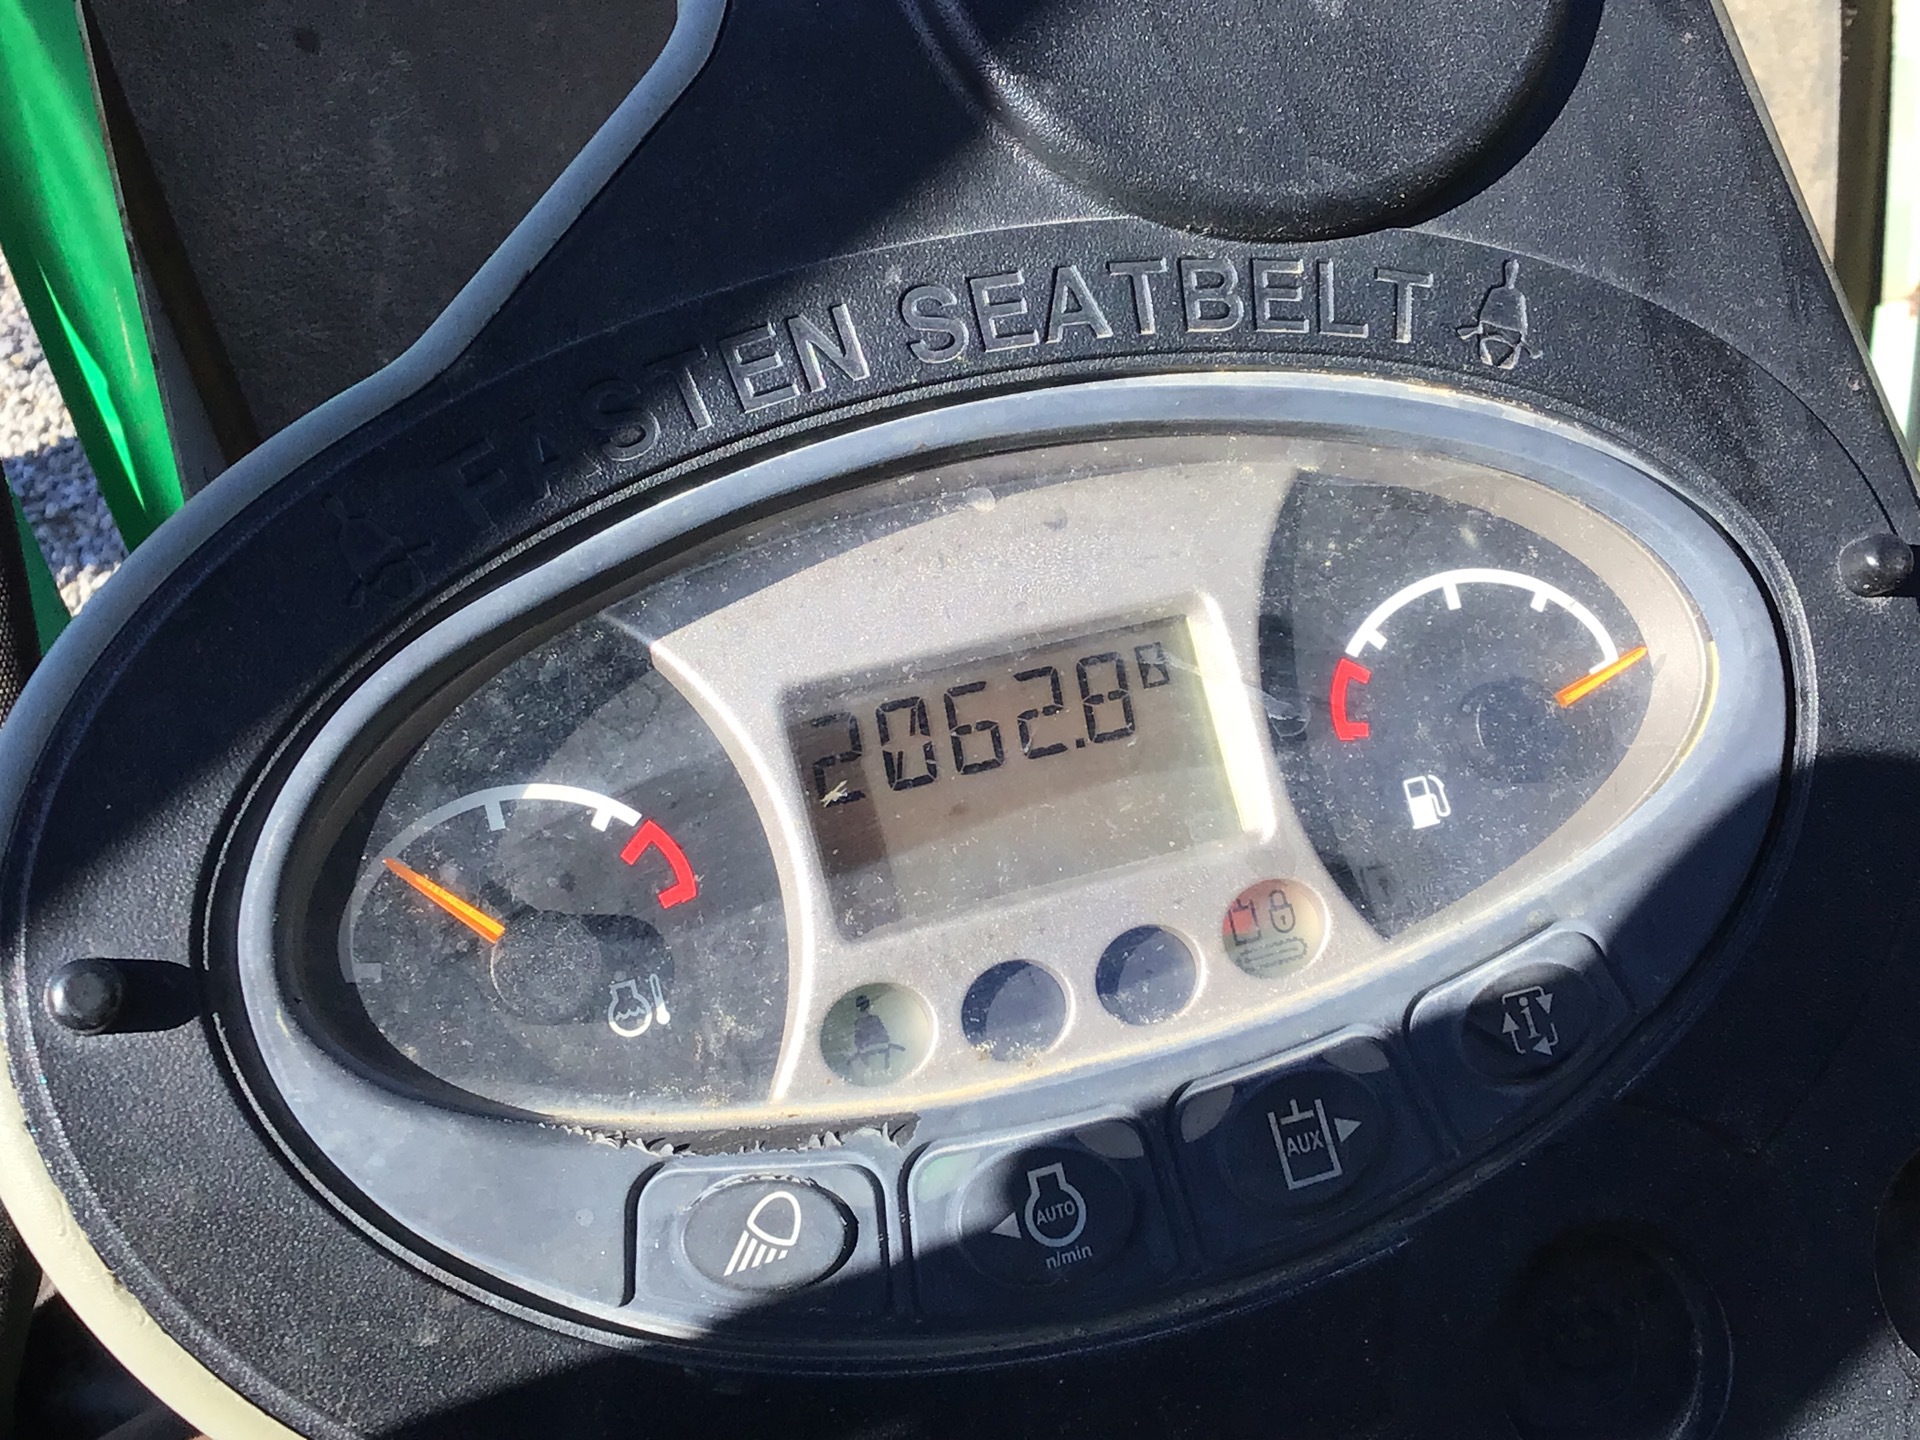 FASTEN SEATBELT
2062.8
AUTO
n/min
AUX
i